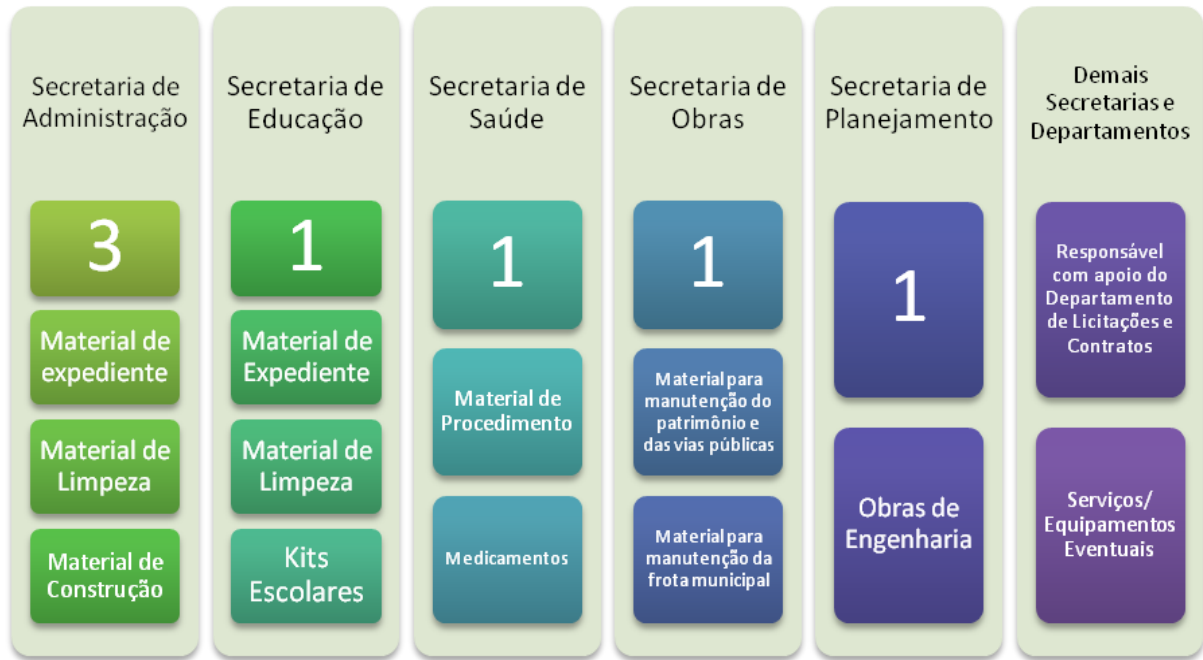 Secretaria de
Administração
3
Material de
expediente
Material de
Limpeza
Material de
Construção
Secretaria de
Educação
1
Material de
Expediente
Material de
Limpeza
Kits
Escolares
Secretaria de
Saúde
1
Material de
Procedimento
Medicamentos
Secretaria de
Obras
1
Material para
manutenção do
patrimônio e
das vias públicas
Material para
manutenção da
frota municipal
Secretaria de
Planejamento
1
Obras de
Engenharia
Demais
Secretarias e
Departamentos
Responsável
com apoio do
Departamento
de Licitações e
Contratos
Serviços/
Equipamentos
Eventuais